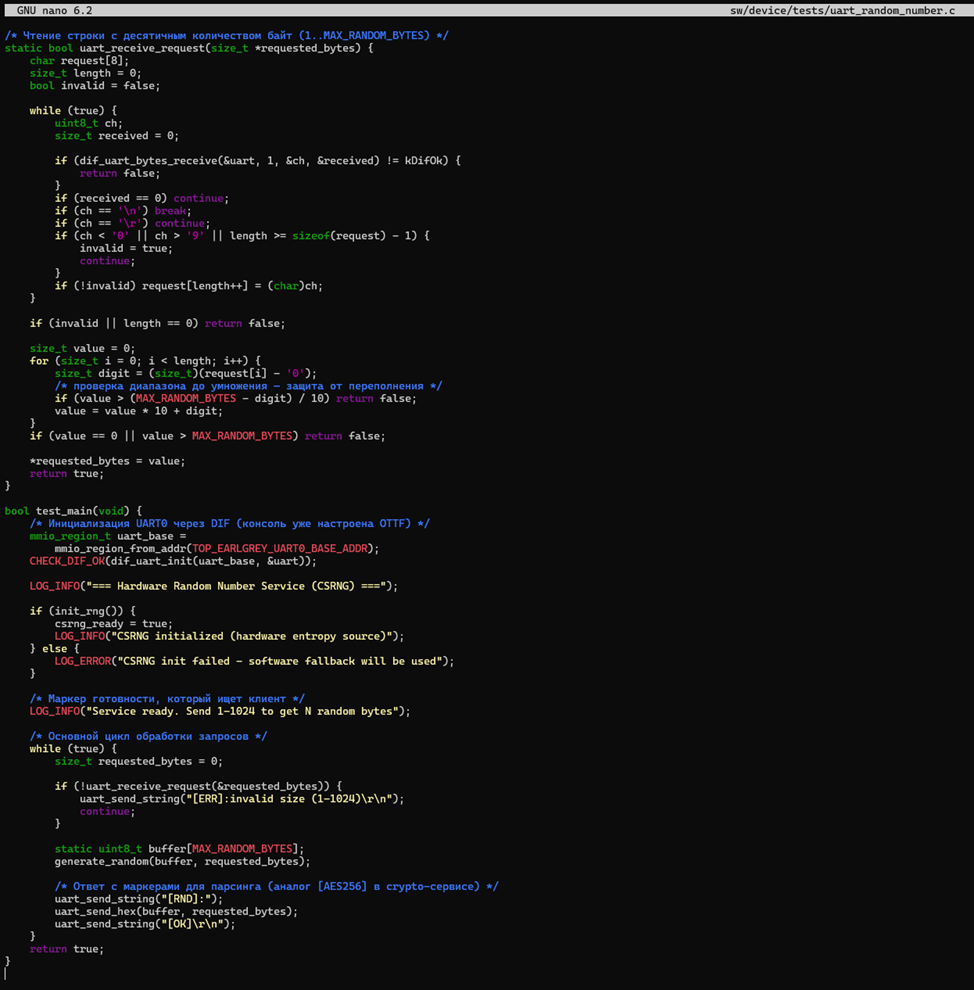 GNU nano 6.2                                                                 sw/device/tests/uart_random_number.c
/* Чтение строки с десятичным количеством байт (1..MAX_RANDOM_BYTES) */
static bool uart_receive_request(size_t *requested_bytes) {
    char request[8];
    size_t length = 0;
    bool invalid = false;

    while (true) {
        uint8_t ch;
        size_t received = 0;

        if (dif_uart_bytes_receive(&uart, 1, &ch, &received) != kDifOk) {
            return false;
        }
        if (received == 0) continue;
        if (ch == '\n') break;
        if (ch == '\r') continue;
        if (ch < '0' || ch > '9' || length >= sizeof(request) - 1) {
            invalid = true;
            continue;
        }
        if (!invalid) request[length++] = (char)ch;
    }

    if (invalid || length == 0) return false;

    size_t value = 0;
    for (size_t i = 0; i < length; i++) {
        size_t digit = (size_t)(request[i] - '0');
        /* проверка диапазона до умножения — защита от переполнения */
        if (value > (MAX_RANDOM_BYTES - digit) / 10) return false;
        value = value * 10 + digit;
    }
    if (value == 0 || value > MAX_RANDOM_BYTES) return false;

    *requested_bytes = value;
    return true;
}

bool test_main(void) {
    /* Инициализация UART0 через DIF (консоль уже настроена OTTF) */
    mmio_region_t uart_base =
        mmio_region_from_addr(TOP_EARLGREY_UART0_BASE_ADDR);
    CHECK_DIF_OK(dif_uart_init(uart_base, &uart));

    LOG_INFO("=== Hardware Random Number Service (CSRNG) ===");

    if (init_rng()) {
        csrng_ready = true;
        LOG_INFO("CSRNG initialized (hardware entropy source)");
    } else {
        LOG_ERROR("CSRNG init failed - software fallback will be used");
    }

    /* Маркер готовности, который ищет клиент */
    LOG_INFO("Service ready. Send 1-1024 to get N random bytes");

    /* Основной цикл обработки запросов */
    while (true) {
        size_t requested_bytes = 0;

        if (!uart_receive_request(&requested_bytes)) {
            uart_send_string("[ERR]:invalid size (1-1024)\r\n");
            continue;
        }

        static uint8_t buffer[MAX_RANDOM_BYTES];
        generate_random(buffer, requested_bytes);

        /* Ответ с маркерами для парсинга (аналог [AES256] в crypto-сервисе) */
        uart_send_string("[RND]:");
        uart_send_hex(buffer, requested_bytes);
        uart_send_string("[OK]\r\n");
    }
    return true;
}